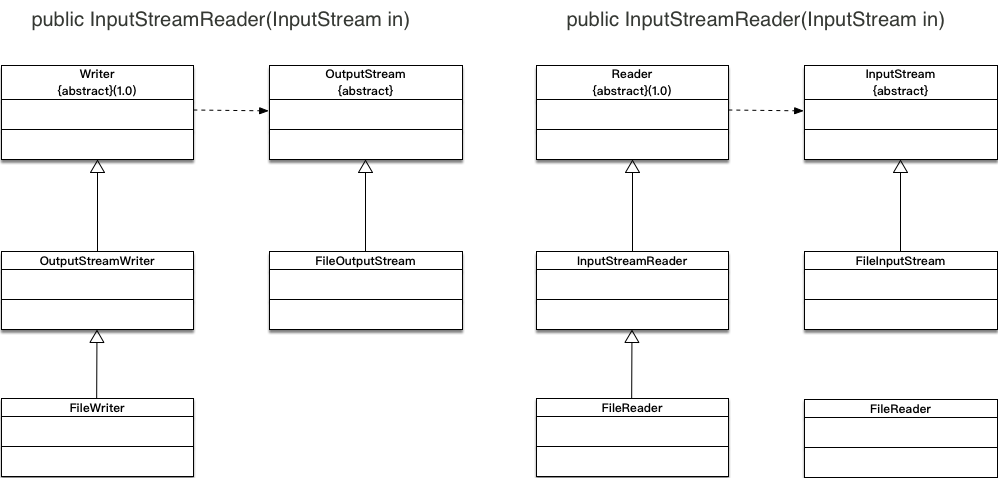 public InputStreamReader(InputStream in)
public InputStreamReader(InputStream in)
Writer
{abstract}(1.0)
OutputStream
{abstract}
Reader
{abstract}(1.0)
InputStream
{abstract}
OutputStreamWriter
FileOutputStream
InputStreamReader
FileInputStream
FileWriter
FileReader
FileReader